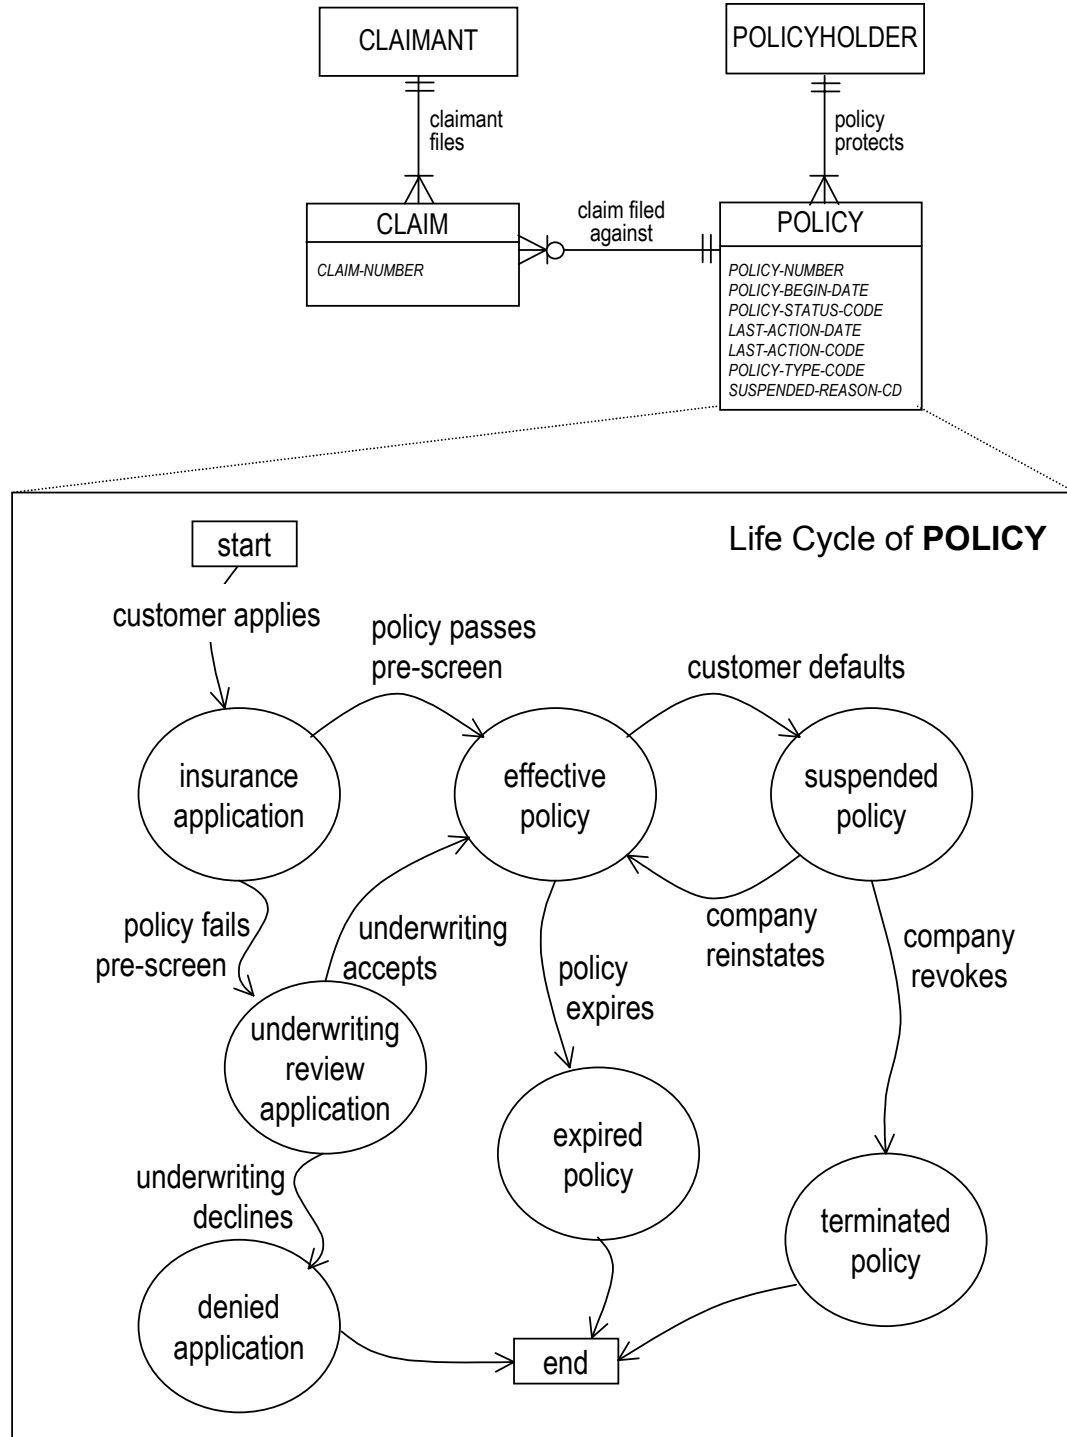 CLAIMANT
POLICYHOLDER
claimant
files
policy
protects
CLAIM
CLAIM-NUMBER
claim filed
against
POLICY
POLICY-NUMBER
POLICY-BEGIN-DATE
POLICY-STATUS-CODE
LAST-ACTION-DATE
LAST-ACTION-CODE
POLICY-TYPE-CODE
SUSPENDED-REASON-CD
Life Cycle of POLICY
start
customer applies
policy passes
pre-screen
customer defaults
insurance
application
effective
policy
suspended
policy
policy fails
pre-screen
underwriting
accepts
company
reinstates
company
revokes
policy
expires
underwriting
review
application
expired
policy
underwriting
declines
terminated
policy
denied
application
end